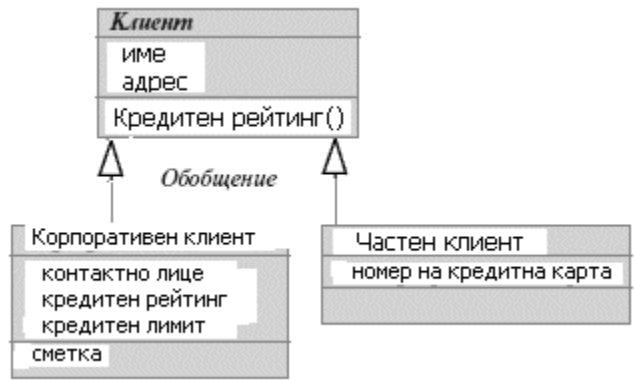 Клиент
име
адрес
Кредитен рейтинг()
Обобщение
Корпоративен клиент
контактно лице
кредитен рейтинг
кредитен лимит
сметка
Частен клиент
номер на кредитна карта